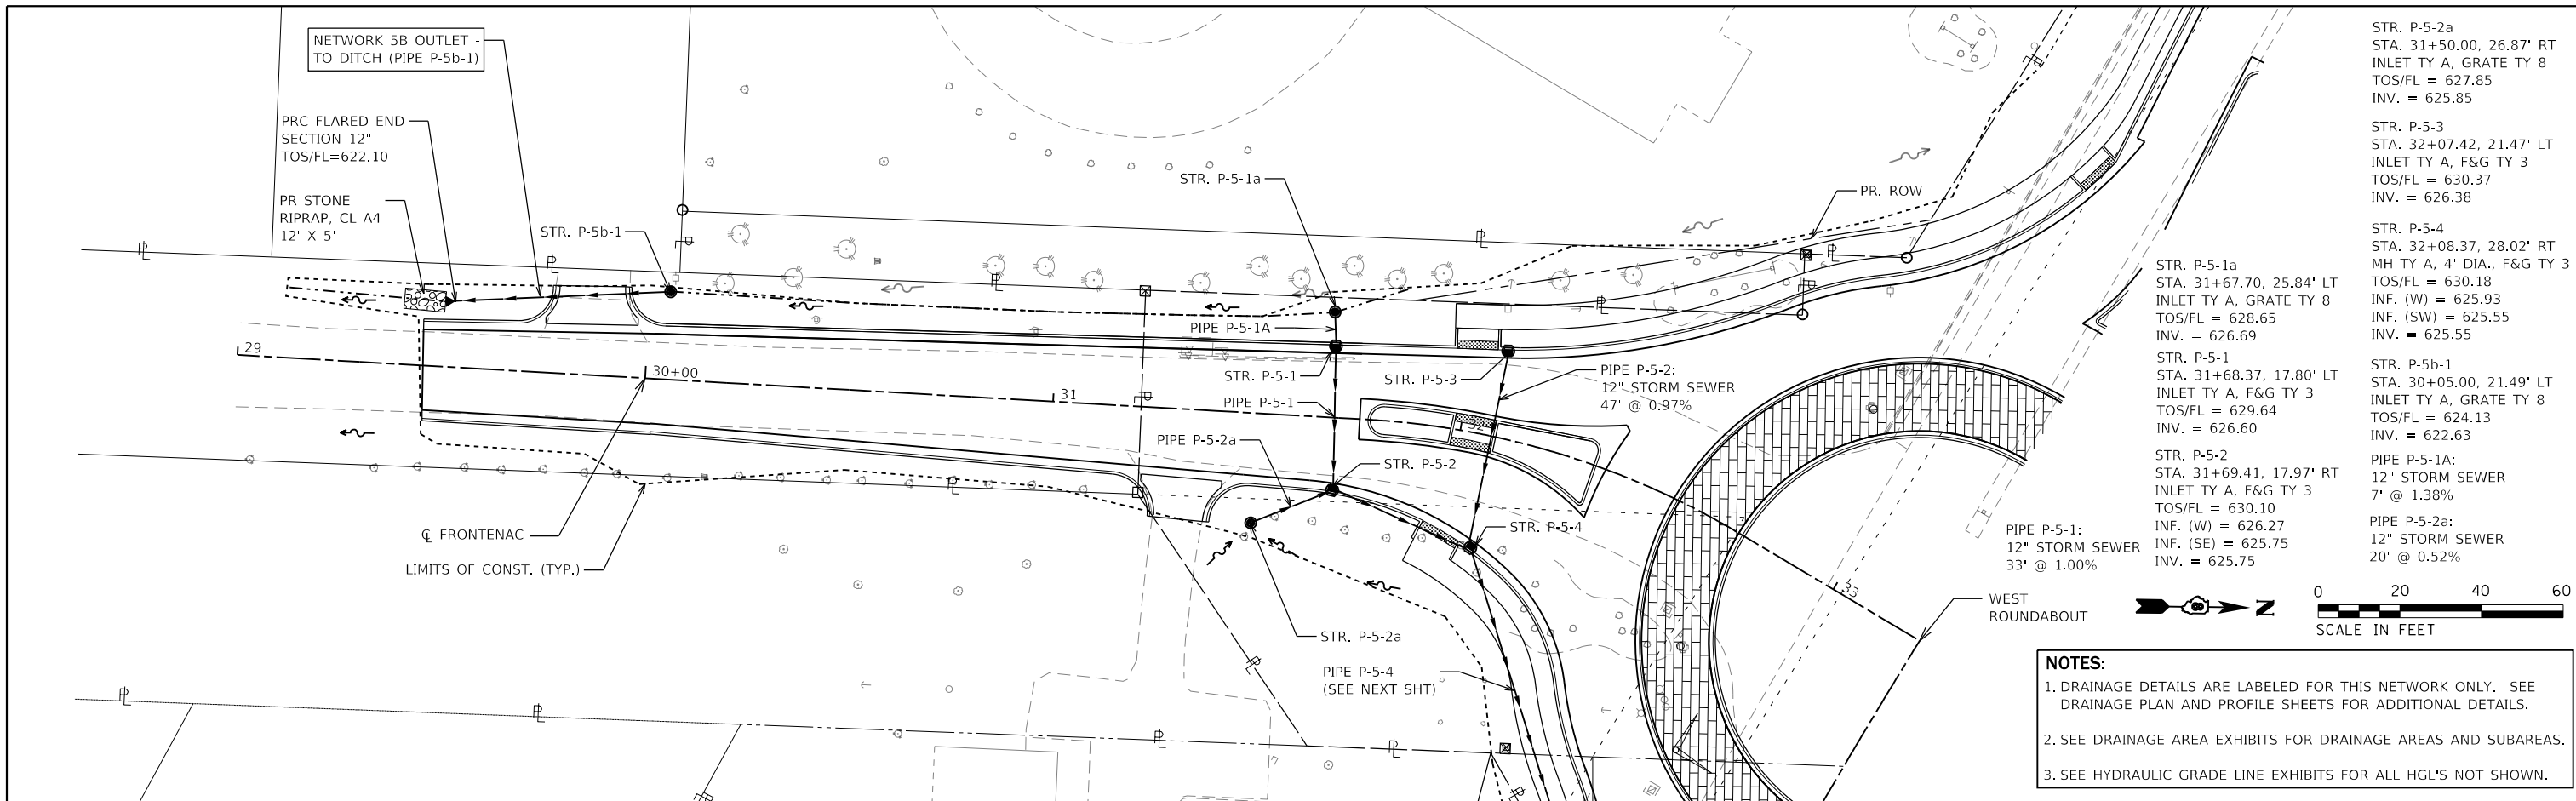 NETWORK 5B OUTLET -
TO DITCH (PIPE P-5b-1)
PRC FLARED END
SECTION 12"
TOS/FL=622.10
PR STONE
RIPRAP, CL A4
12' X 5'
STR. P-5b-1
STR. P-5-1a
PR. ROW
PIPE P-5-1A
STR. P-5-1
STR. P-5-3
PIPE P-5-2:
12" STORM SEWER
47' @ 0.97%
PIPE P-5-1
PIPE P-5-2a
STR. P-5-2
STR. P-5-4
29
30+00
31
32
33
℄ FRONTENAC
LIMITS OF CONST. (TYP.)
STR. P-5-2a
PIPE P-5-4
(SEE NEXT SHT)
WEST
ROUNDABOUT
STR. P-5-2a
STA. 31+50.00, 26.87' RT
INLET TY A, GRATE TY 8
TOS/FL = 627.85
INV. = 625.85
STR. P-5-3
STA. 32+07.42, 21.47' LT
INLET TY A, F&G TY 3
TOS/FL = 630.37
INV. = 626.38
STR. P-5-4
STA. 32+08.37, 28.02' RT
MH TY A, 4' DIA., F&G TY 3
TOS/FL = 630.18
INF. (W) = 625.93
INF. (SW) = 625.55
INV. = 625.55
STR. P-5b-1
STA. 30+05.00, 21.49' LT
INLET TY A, GRATE TY 8
TOS/FL = 624.13
INV. = 622.63
PIPE P-5-1A:
12" STORM SEWER
7' @ 1.38%
PIPE P-5-2a:
12" STORM SEWER
20' @ 0.52%
STR. P-5-1a
STA. 31+67.70, 25.84' LT
INLET TY A, GRATE TY 8
TOS/FL = 628.65
INV. = 626.69
STR. P-5-1
STA. 31+68.37, 17.80' LT
INLET TY A, F&G TY 3
TOS/FL = 629.64
INV. = 626.60
STR. P-5-2
STA. 31+69.41, 17.97' RT
INLET TY A, F&G TY 3
TOS/FL = 630.10
INF. (W) = 626.27
INF. (SE) = 625.75
INV. = 625.75
PIPE P-5-1:
12" STORM SEWER
33' @ 1.00%
Z
0 20 40 60
SCALE IN FEET
NOTES:
1. DRAINAGE DETAILS ARE LABELED FOR THIS NETWORK ONLY. SEE
DRAINAGE PLAN AND PROFILE SHEETS FOR ADDITIONAL DETAILS.
2. SEE DRAINAGE AREA EXHIBITS FOR DRAINAGE AREAS AND SUBAREAS.
3. SEE HYDRAULIC GRADE LINE EXHIBITS FOR ALL HGL'S NOT SHOWN.